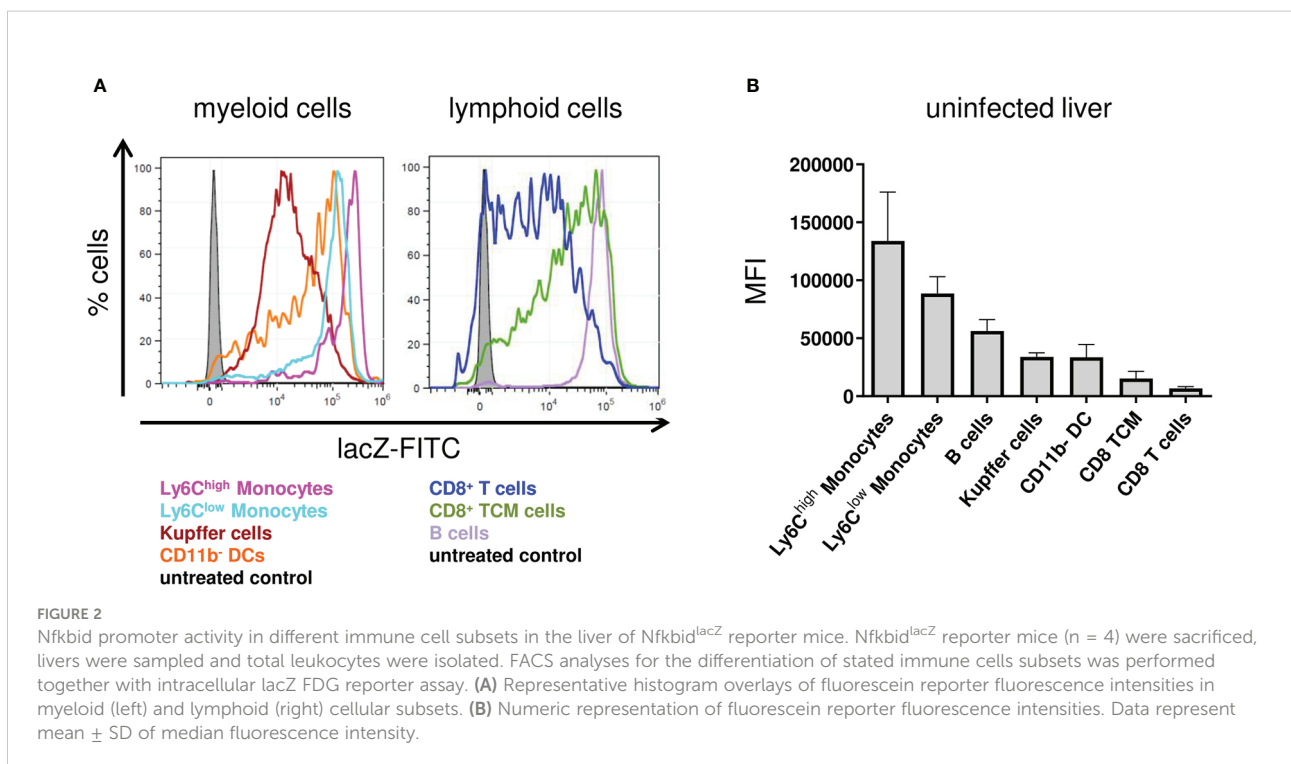 A
myeloid cells
lymphoid cells
% cells
100
80
60
40
20
0
0
10^4
10^5
10^6
100
80
60
40
20
0
0
10^4
10^5
10^6
lacZ-FITC
Ly6C^high Monocytes
Ly6C^low Monocytes
Kupffer cells
CD11b^- DCs
untreated control
CD8^+ T cells
CD8^+ TCM cells
B cells
untreated control
B
uninfected liver
MFI
200000
150000
100000
50000
0
Ly6C^high Monocytes
Ly6C^low Monocytes
B cells
Kupffer cells
CD11b- DC
CD8 TCM
CD8 T cells
FIGURE 2
Nfkbid promoter activity in different immune cell subsets in the liver of Nfkbid^lacZ reporter mice. Nfkbid^lacZ reporter mice (n = 4) were sacrificed,
livers were sampled and total leukocytes were isolated. FACS analyses for the differentiation of stated immune cells subsets was performed
together with intracellular lacZ FDG reporter assay. (A) Representative histogram overlays of fluorescein reporter fluorescence intensities in
myeloid (left) and lymphoid (right) cellular subsets. (B) Numeric representation of fluorescein reporter fluorescence intensities. Data represent
mean ± SD of median fluorescence intensity.